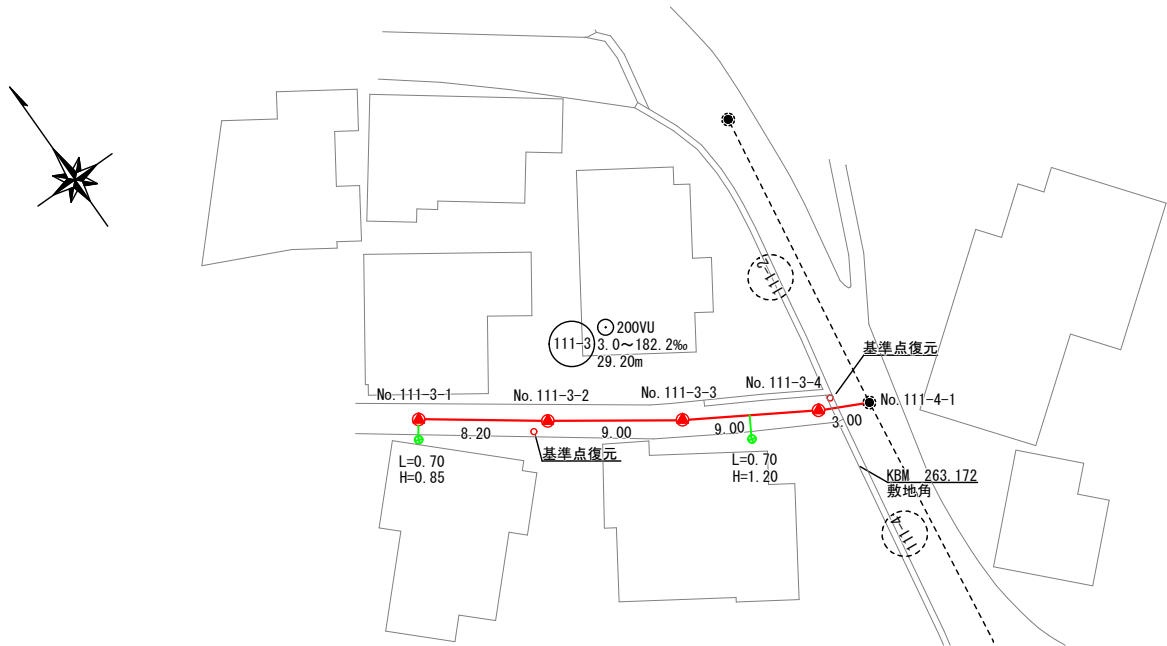 111-2
111-3
200VU
3.0～182.2‰
29.20m
基準点復元
No.111-3-1
No.111-3-2
No.111-3-3
No.111-3-4
No.111-4-1
8.20
9.00
9.00
3.00
基準点復元
L=0.70
H=0.85
L=0.70
H=1.20
KBM 263.172
敷地角
111-4